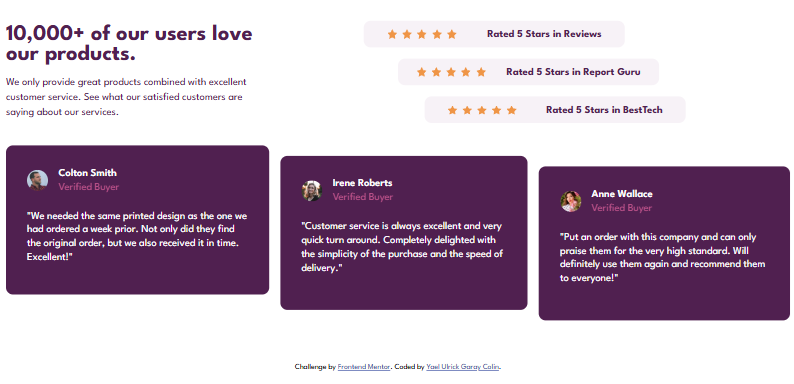 10,000+ of our users love
our products.
We only provide great products combined with excellent
customer service. See what our satisfied customers are
saying about our services.
Rated 5 Stars in Reviews
Rated 5 Stars in Report Guru
Rated 5 Stars in BestTech
Colton Smith
Verified Buyer
"We needed the same printed design as the one we
had ordered a week prior. Not only did they find
the original order, but we also received it in time.
Excellent!"
Irene Roberts
Verified Buyer
"Customer service is always excellent and very
quick turn around. Completely delighted with
the simplicity of the purchase and the speed of
delivery."
Anne Wallace
Verified Buyer
"Put an order with this company and can only
praise them for the very high standard. Will
definitely use them again and recommend them
to everyone!"
Challenge by Frontend Mentor. Coded by Yael Ulrick Garay Colin.